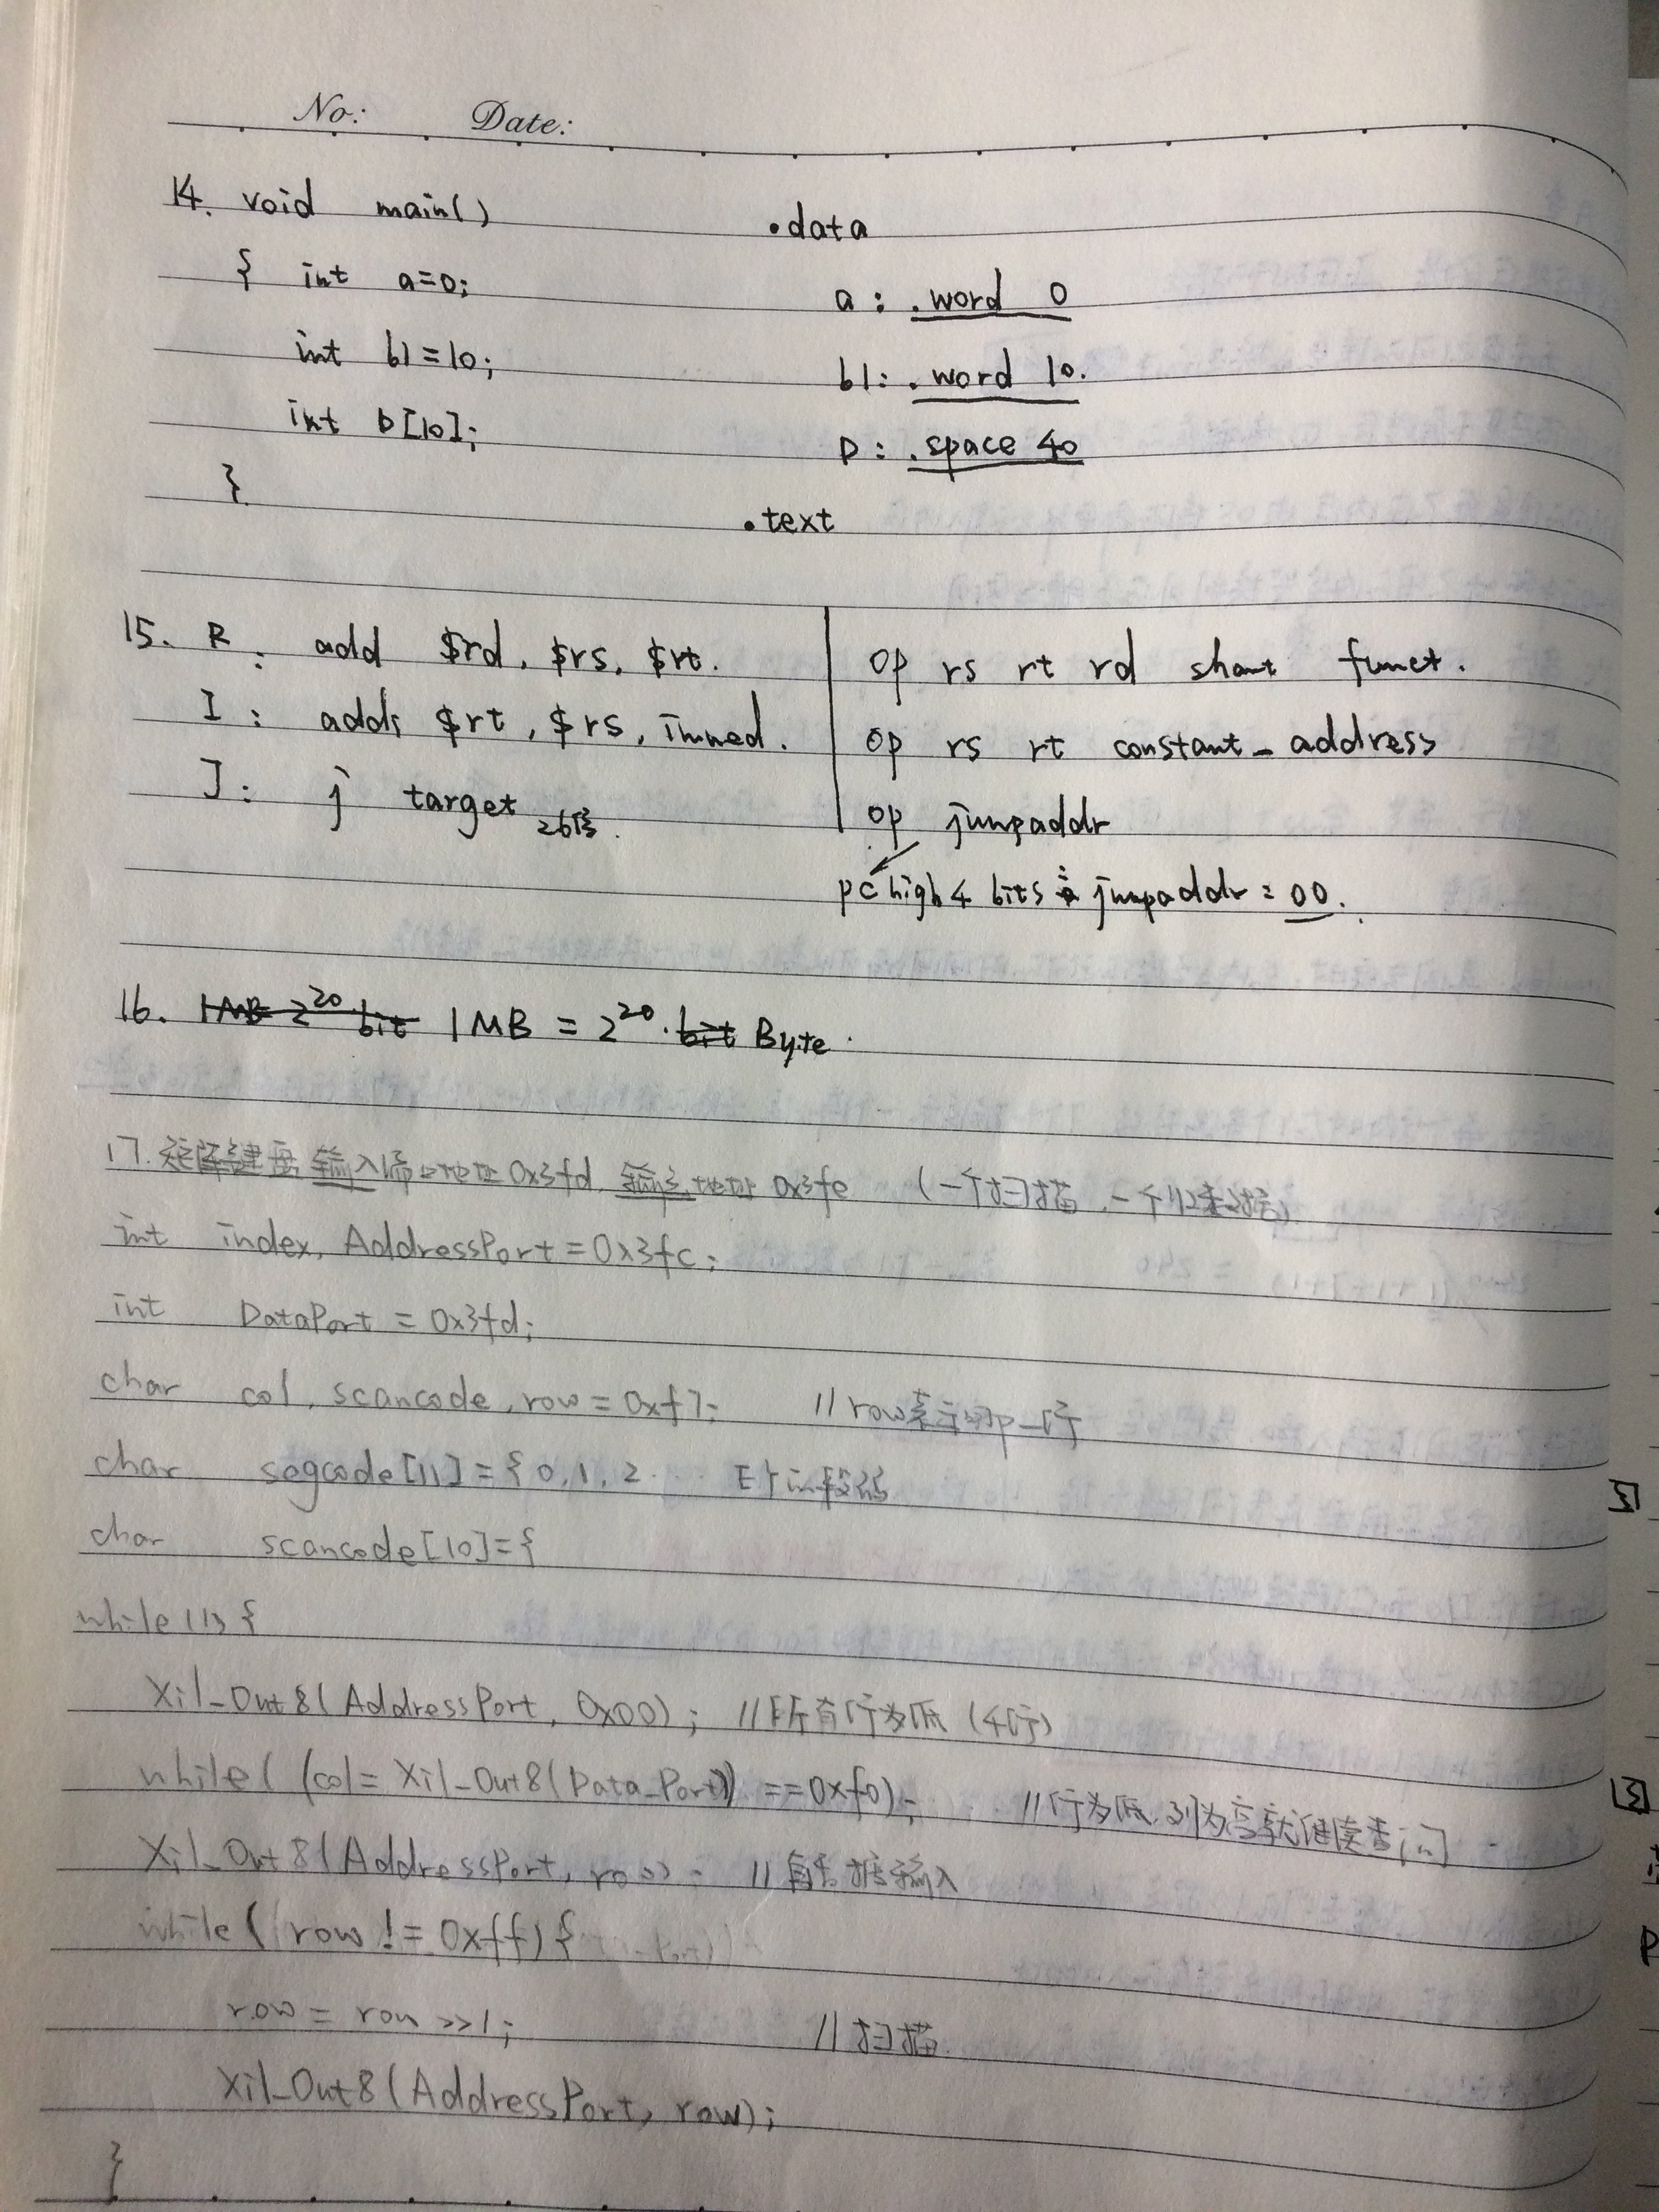 No: Date:
14. void main() .data
{ int a=0; a: .word 0
int b1=10; b1: .word 10.
int b[10]; b: .space 40
}
.text
15. R: add $rd, $rs, $rt. op rs rt rd shamt funct.
I: addi $rt, $rs, immed. op rs rt constant_address
J: j target 26位. op jumpaddr
pc high 4 bits : jumpaddr : 00.
16. 1MB 2^20 bit 1MB = 2^20 bit Byte.
17. 矩阵键盘 输入端口地址0x3fd, 输出地址 0x3fe (一个扫描, 一个收数据)
int index, AddressPort=0x3fc;
int DataPort = 0x3fd;
char col, scancode, row = 0xf7; //row表示哪一行
char segcode[11]={0,1,2 的段码
char scancode[10]={
while(1){
Xil_Out8(AddressPort, 0x00); //所有行为低 (4行)
while( (col= Xil_Out8(Data_Port)) ==0xf0); //行为低,列为高就继续查询
Xil_Out8(AddressPort, row); // 输入
while( row != 0xff) {
row = row >>1; //扫描
Xil_Out8(AddressPort, row);
}